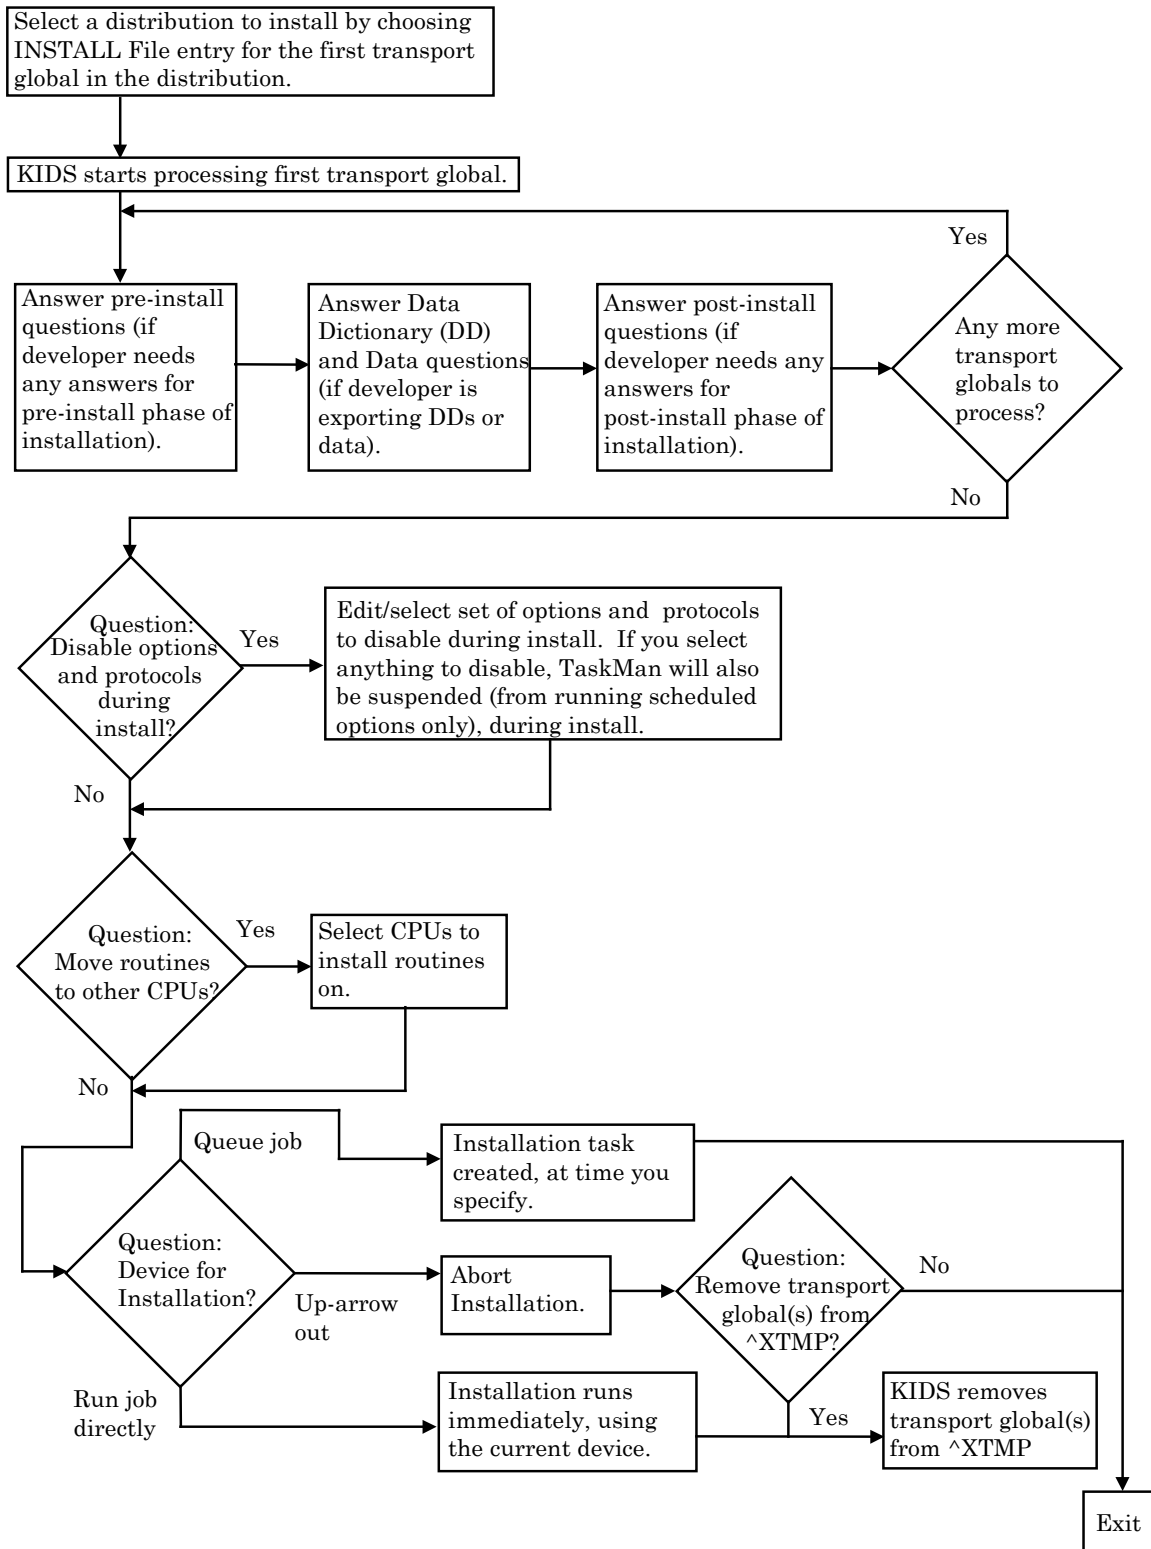 Select a distribution to install by choosing
INSTALL File entry for the first transport
global in the distribution.
KIDS starts processing first transport global.
Yes
Answer pre-install
questions (if
developer needs
any answers for
pre-install phase of
installation).
Answer Data
Dictionary (DD)
and Data questions
(if developer is
exporting DDs or
data).
Answer post-install
questions (if
developer needs any
answers for
post-install phase of
installation).
Any more
transport
globals to
process?
No
Question:
Disable options
and protocols
during
install?
Yes
Edit/select set of options and  protocols
to disable during install.  If you select
anything to disable, TaskMan will also
be suspended (from running scheduled
options only), during install.
No
Question:
Move routines
to other CPUs?
Yes
Select CPUs to
install routines
on.
No
Queue job
Installation task
created, at time you
specify.
Question:
Device for
Installation?
Up-arrow
out
Abort
Installation.
Question:
Remove transport
global(s) from
^XTMP?
No
Run job
directly
Installation runs
immediately, using
the current device.
Yes
KIDS removes
transport global(s)
from ^XTMP
Exit